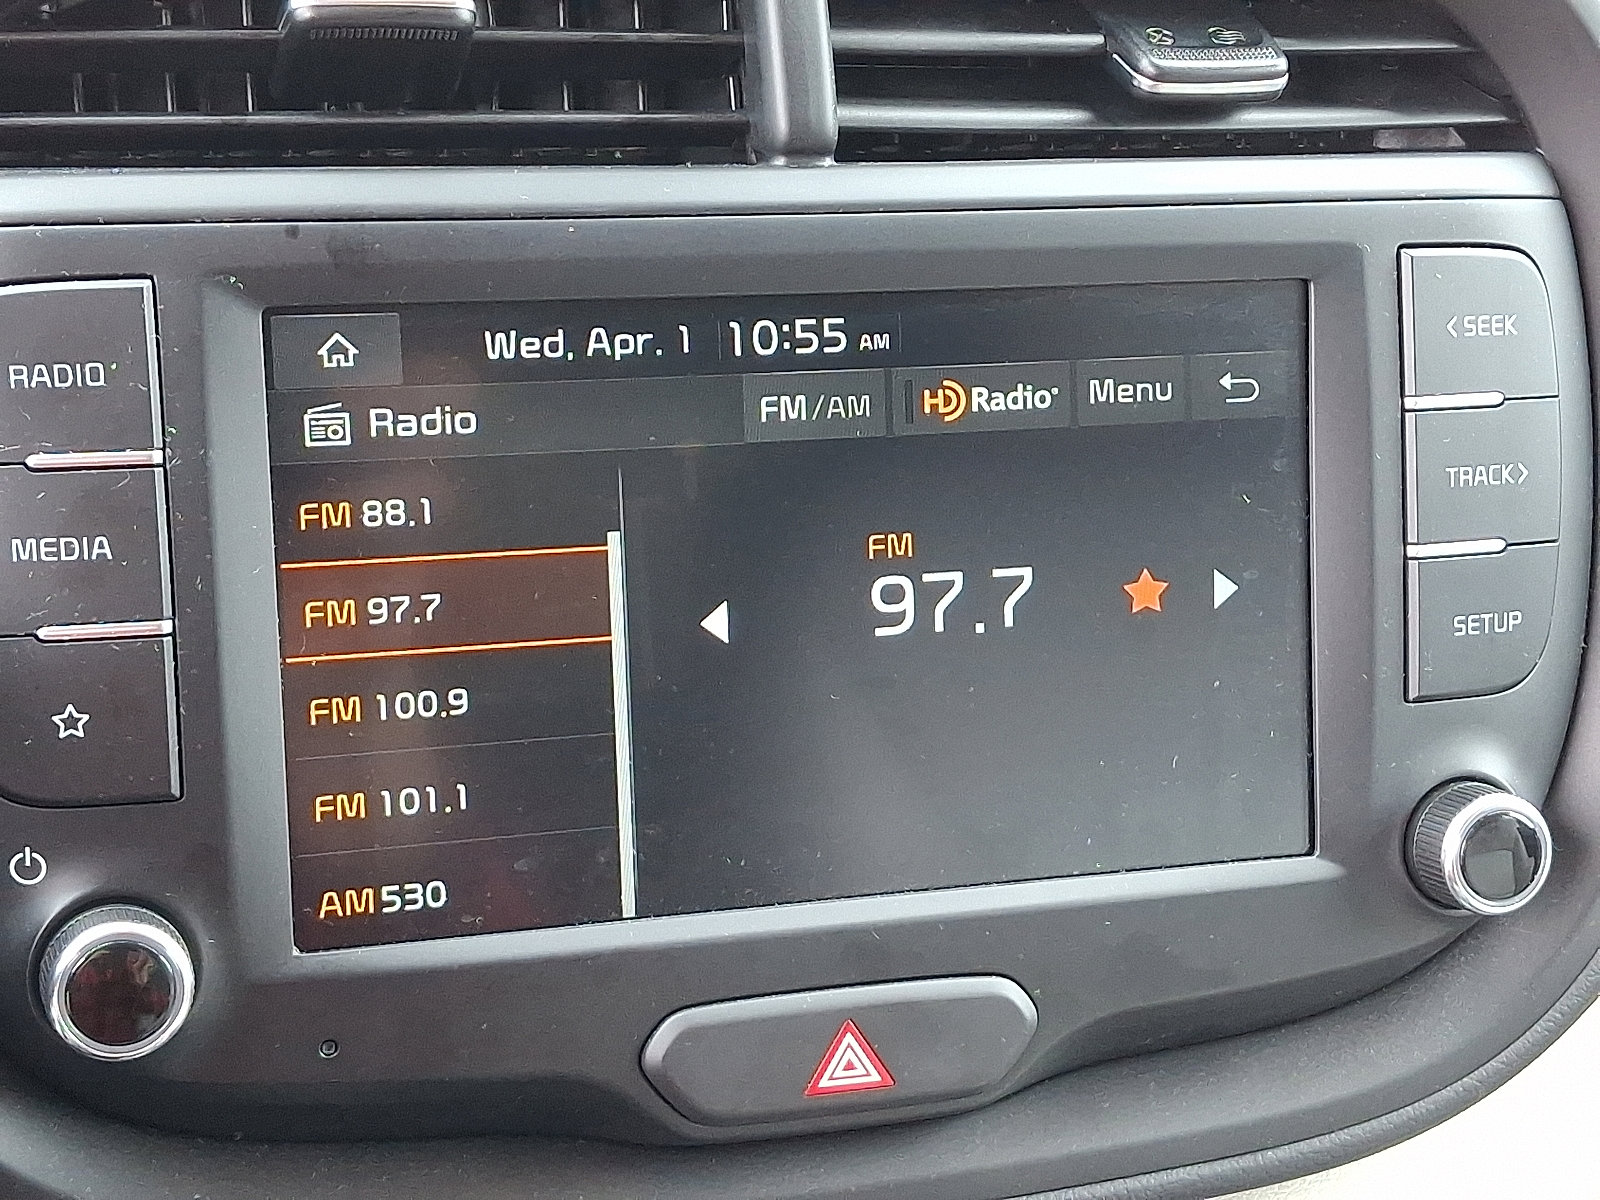 Wed, Apr. 1 10:55 AM
Radio FM/AM HD Radio Menu
FM 88.1
FM 97.7
FM 100.9
FM 101.1
AM 530
FM
97.7
RADIO
MEDIA
<SEEK
TRACK>
SETUP